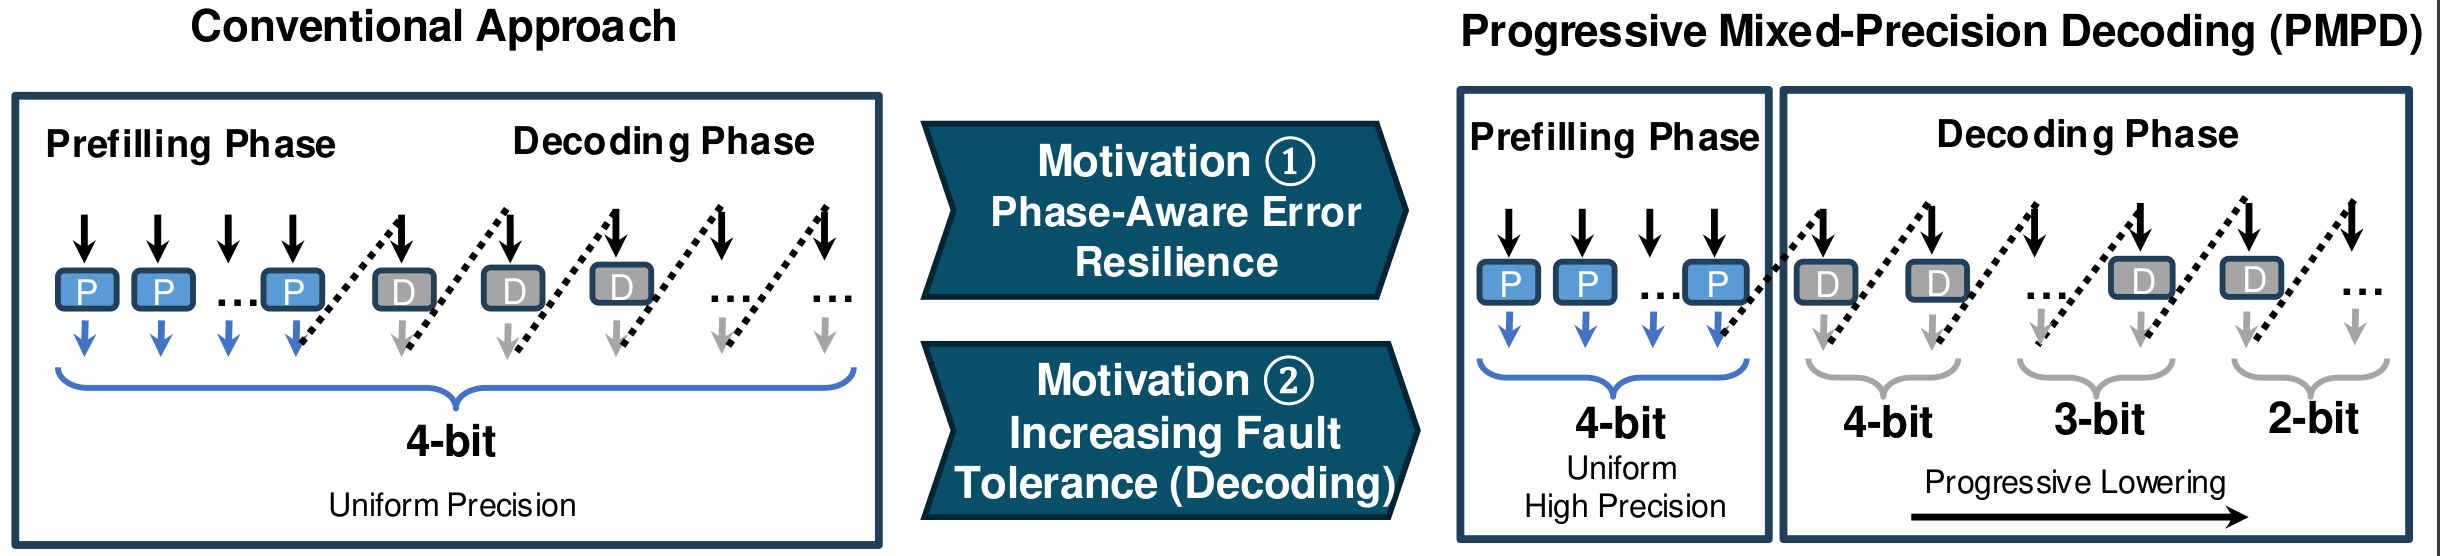 Conventional Approach
Prefilling Phase
Decoding Phase
P P ... P D D D ... ...
4-bit
Uniform Precision
Motivation ①
Phase-Aware Error
Resilience
Motivation ②
Increasing Fault
Tolerance (Decoding)
Progressive Mixed-Precision Decoding (PMPD)
Prefilling Phase
P P ... P
4-bit
Uniform
High Precision
Decoding Phase
D D ... D D ...
4-bit 3-bit 2-bit
Progressive Lowering